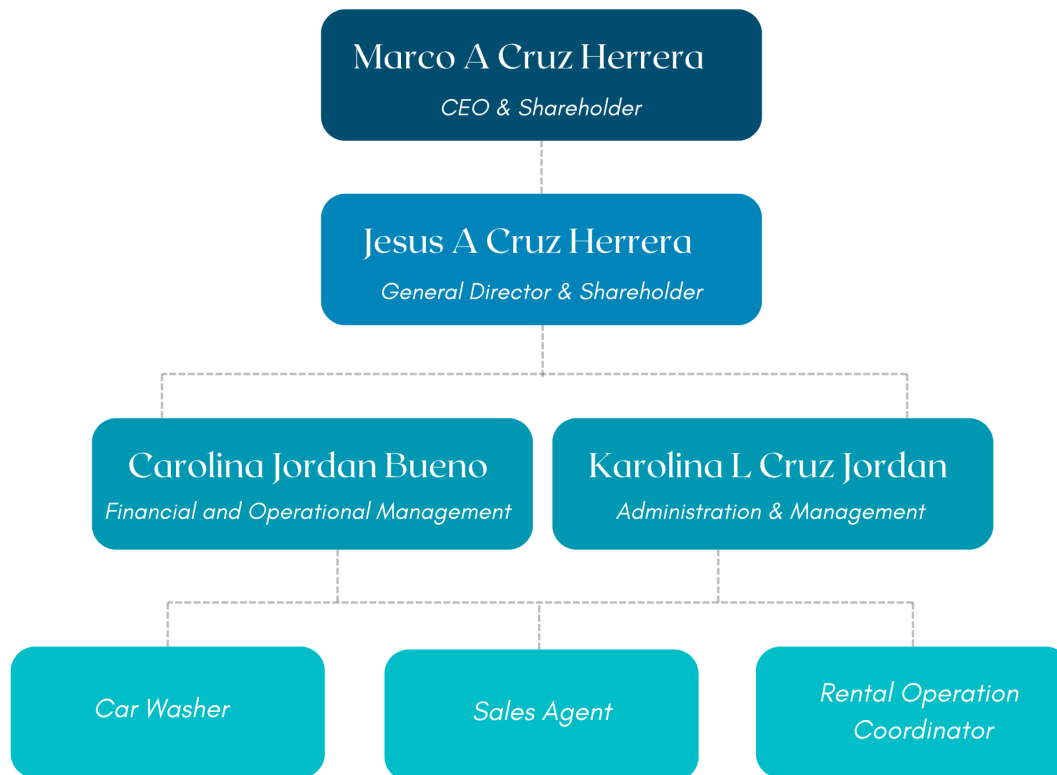 Marco A Cruz Herrera
CEO & Shareholder
Jesus A Cruz Herrera
General Director & Shareholder
Carolina Jordan Bueno
Financial and Operational Management
Karolina L Cruz Jordan
Administration & Management
Car Washer
Sales Agent
Rental Operation
Coordinator